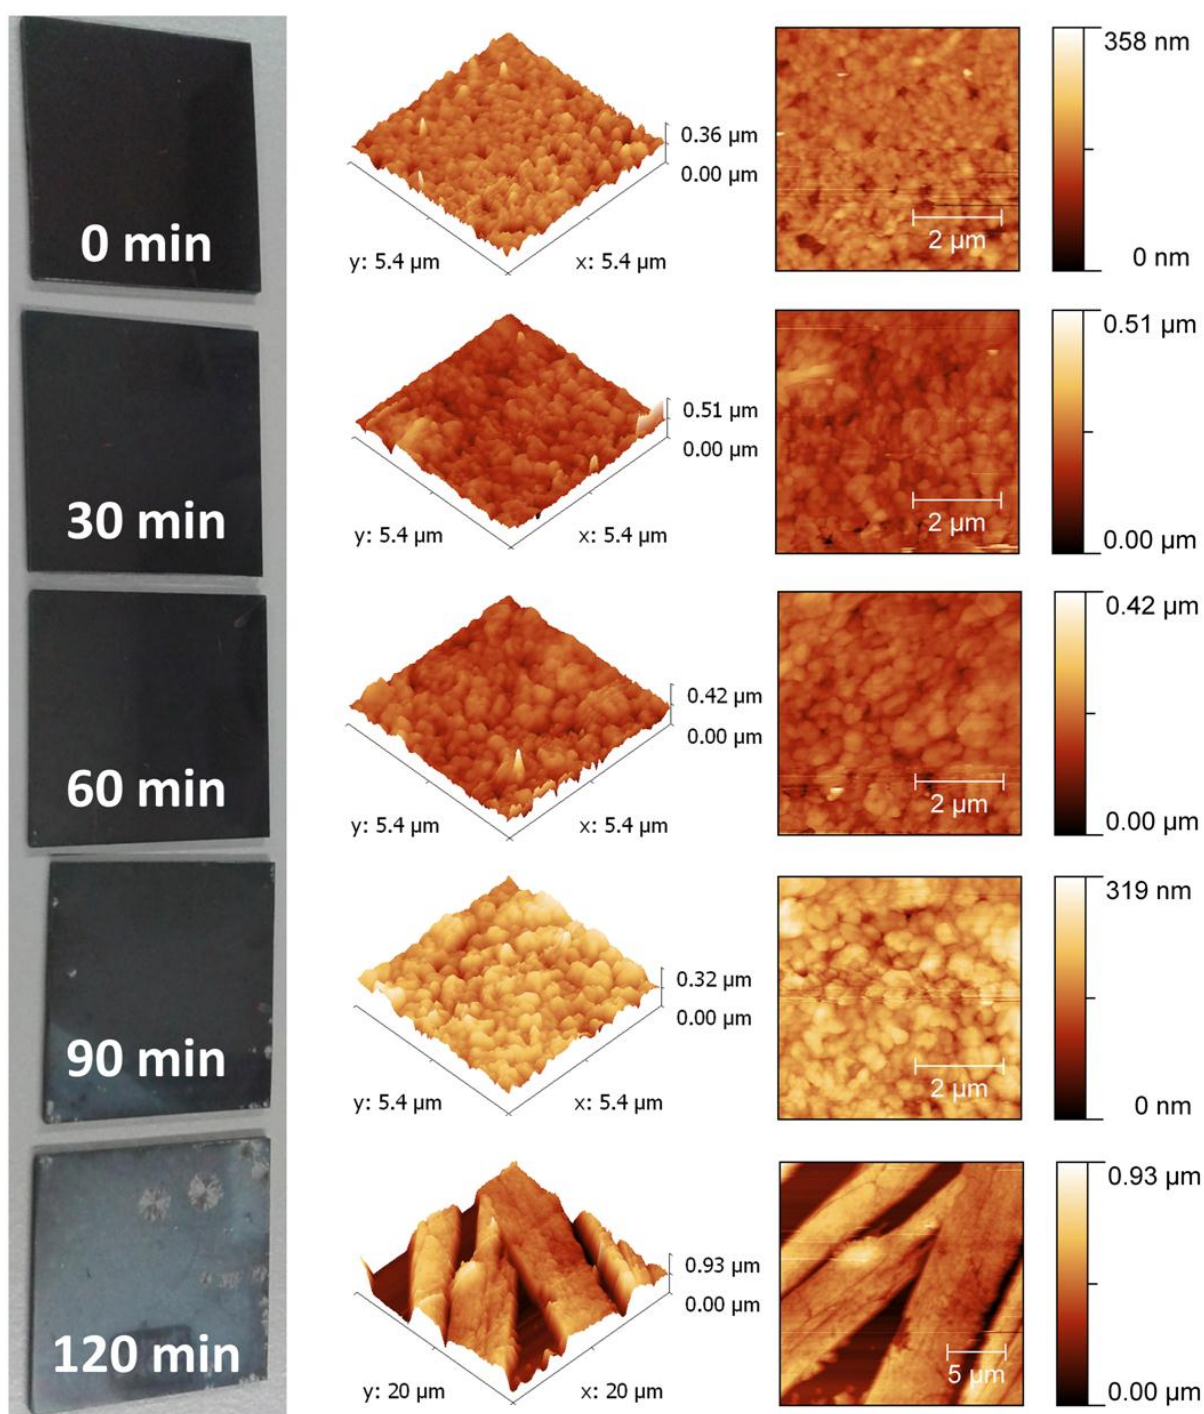 0 min
0.36 µm
0.00 µm
y: 5.4 µm
x: 5.4 µm
2 µm
358 nm
0 nm
30 min
0.51 µm
0.00 µm
y: 5.4 µm
x: 5.4 µm
2 µm
0.51 µm
0.00 µm
60 min
0.42 µm
0.00 µm
y: 5.4 µm
x: 5.4 µm
2 µm
0.42 µm
0.00 µm
90 min
0.32 µm
0.00 µm
y: 5.4 µm
x: 5.4 µm
2 µm
319 nm
0 nm
120 min
0.93 µm
0.00 µm
y: 20 µm
x: 20 µm
5 µm
0.93 µm
0.00 µm